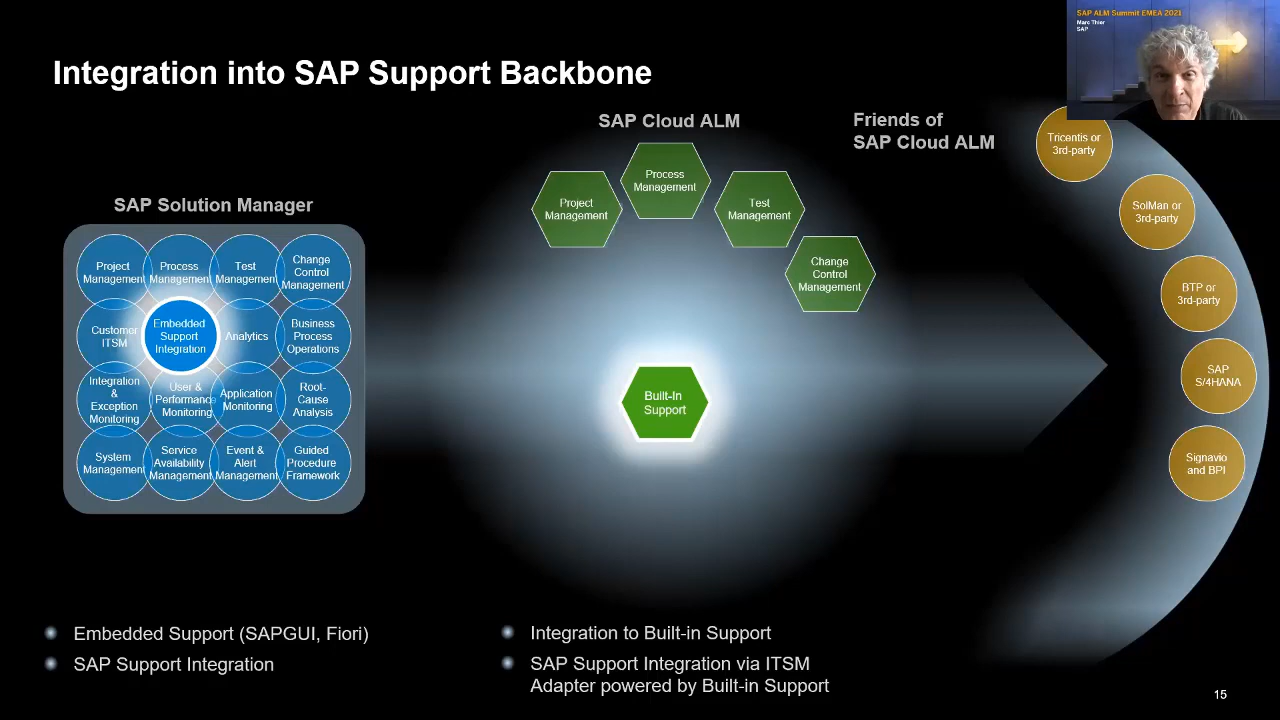 SAP ALM Summit EMEA 2021
Marc Thier
SAP
Integration into SAP Support Backbone
SAP Cloud ALM
Friends of
SAP Cloud ALM
SAP Solution Manager
Project
Management
Process
Management
Test
Management
Change
Control
Management
Customer
ITSM
Embedded
Support
Integration
Analytics
Business
Process
Operations
Integration
&
Exception
Monitoring
User &
Performance
Monitoring
Application
Monitoring
Root-
Cause
Analysis
System
Management
Service
Availability
Management
Event &
Alert
Management
Guided
Procedure
Framework
Project
Management
Process
Management
Test
Management
Change
Control
Management
Built-In
Support
Tricentis or
3rd-party
SolMan or
3rd-party
BTP or
3rd-party
SAP
S/4HANA
Signavio
and BPI
Embedded Support (SAPGUI, Fiori)
SAP Support Integration
Integration to Built-in Support
SAP Support Integration via ITSM
Adapter powered by Built-in Support
15